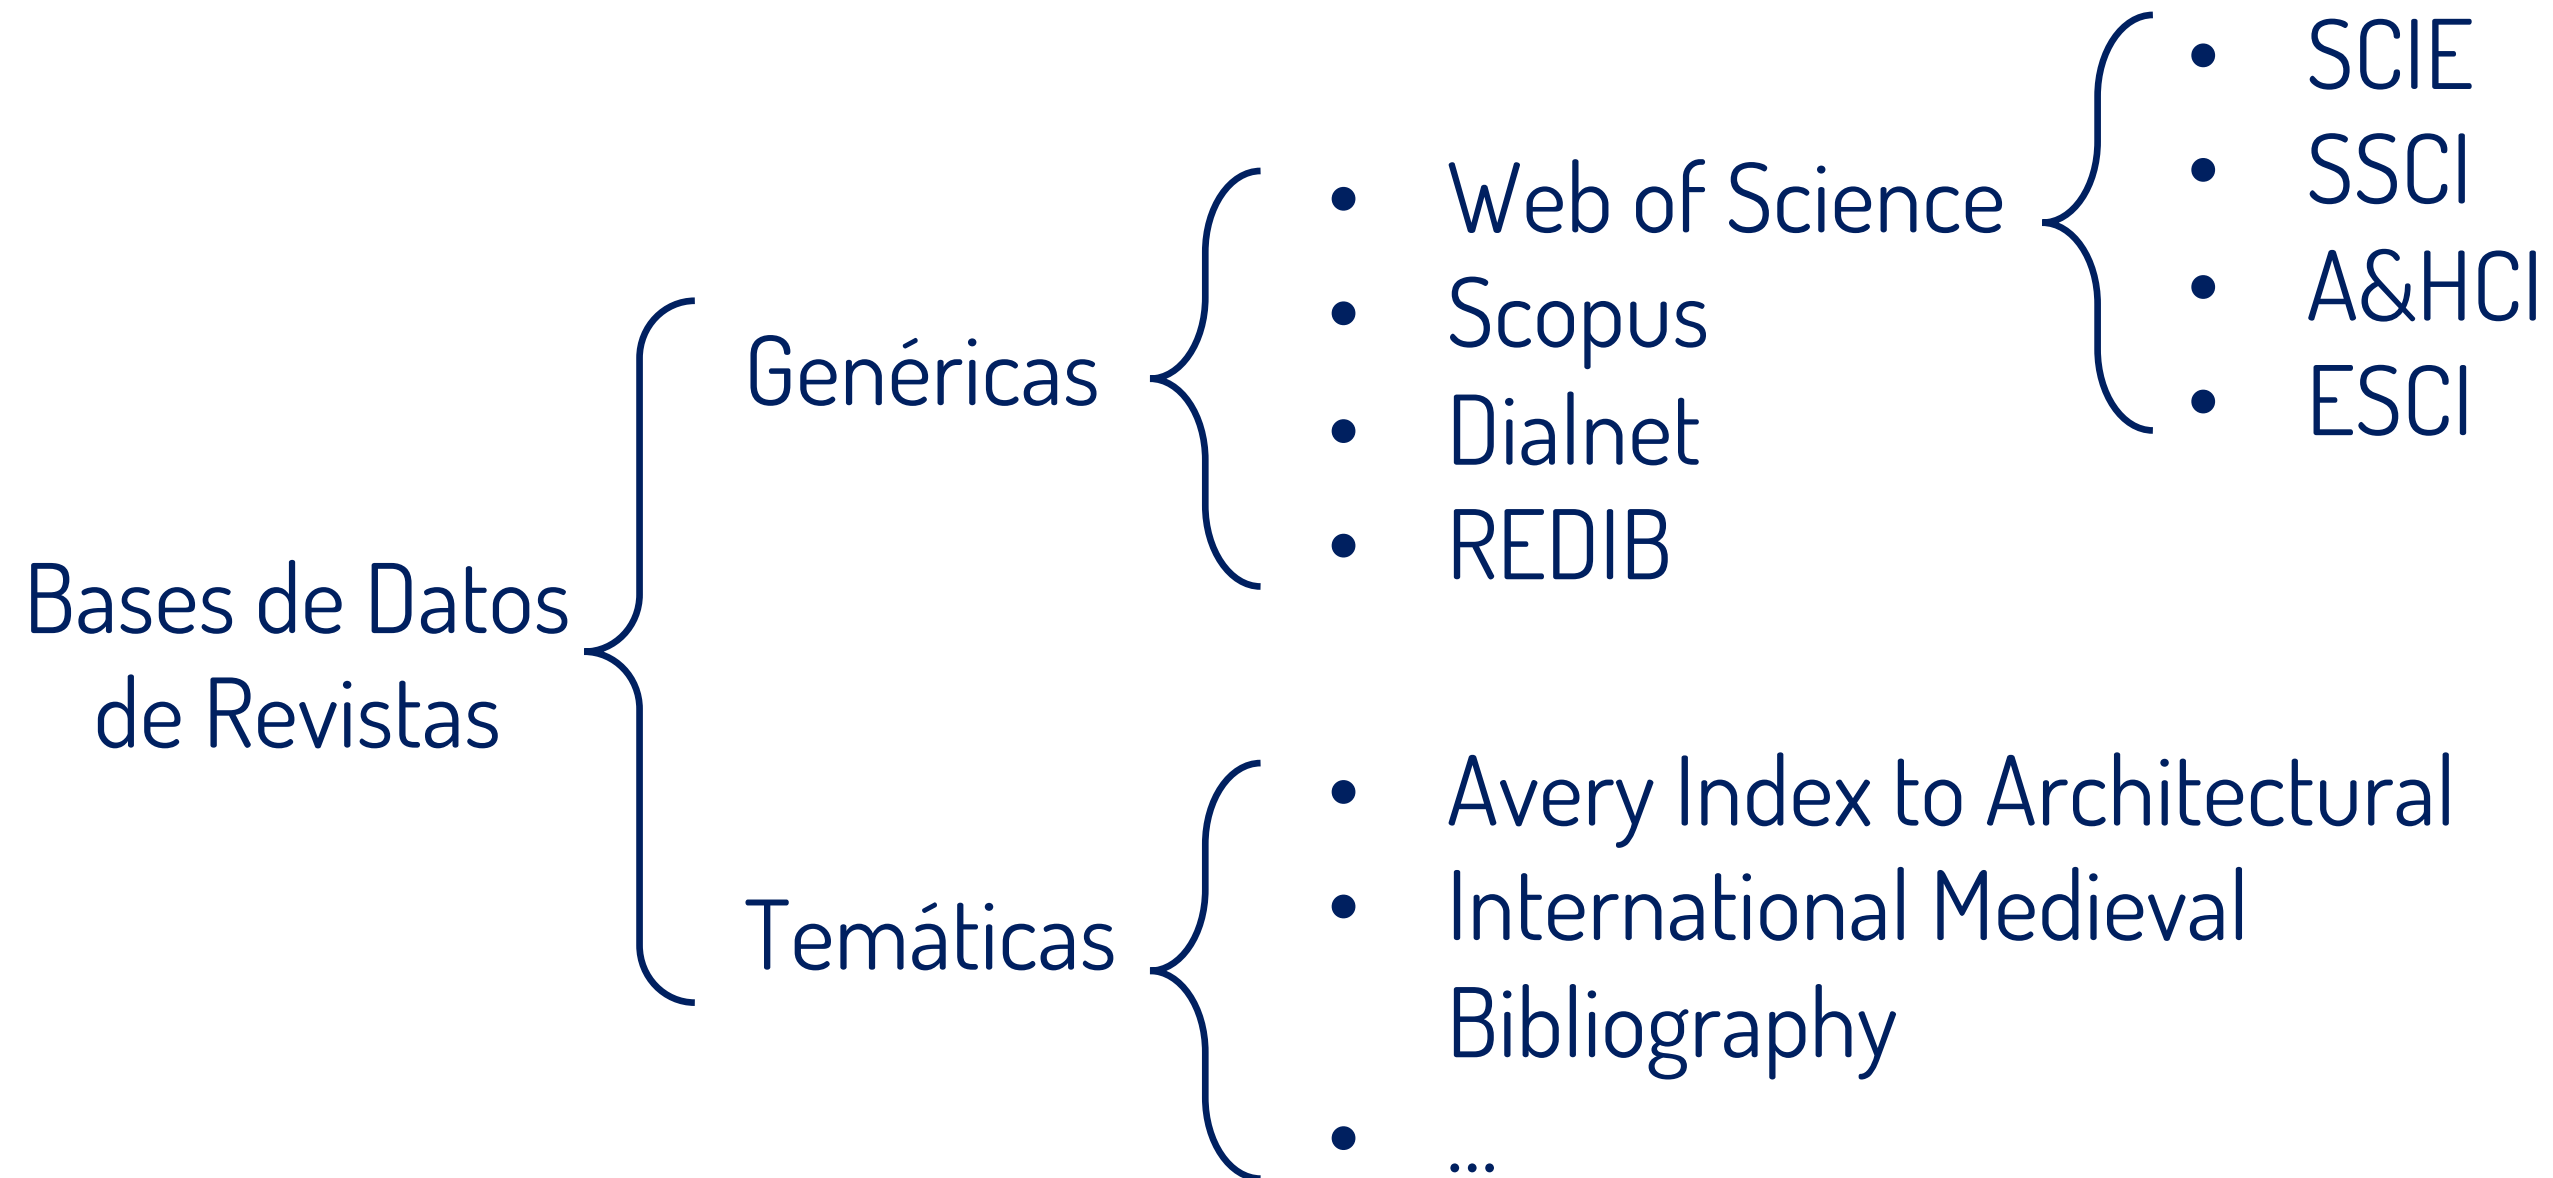 Bases de Datos
de Revistas
Genéricas
• Web of Science
• Scopus
• Dialnet
• REDIB
• SCIE
• SSCI
• A&HCI
• ESCI
Temáticas
• Avery Index to Architectural
• International Medieval
Bibliography
• ...